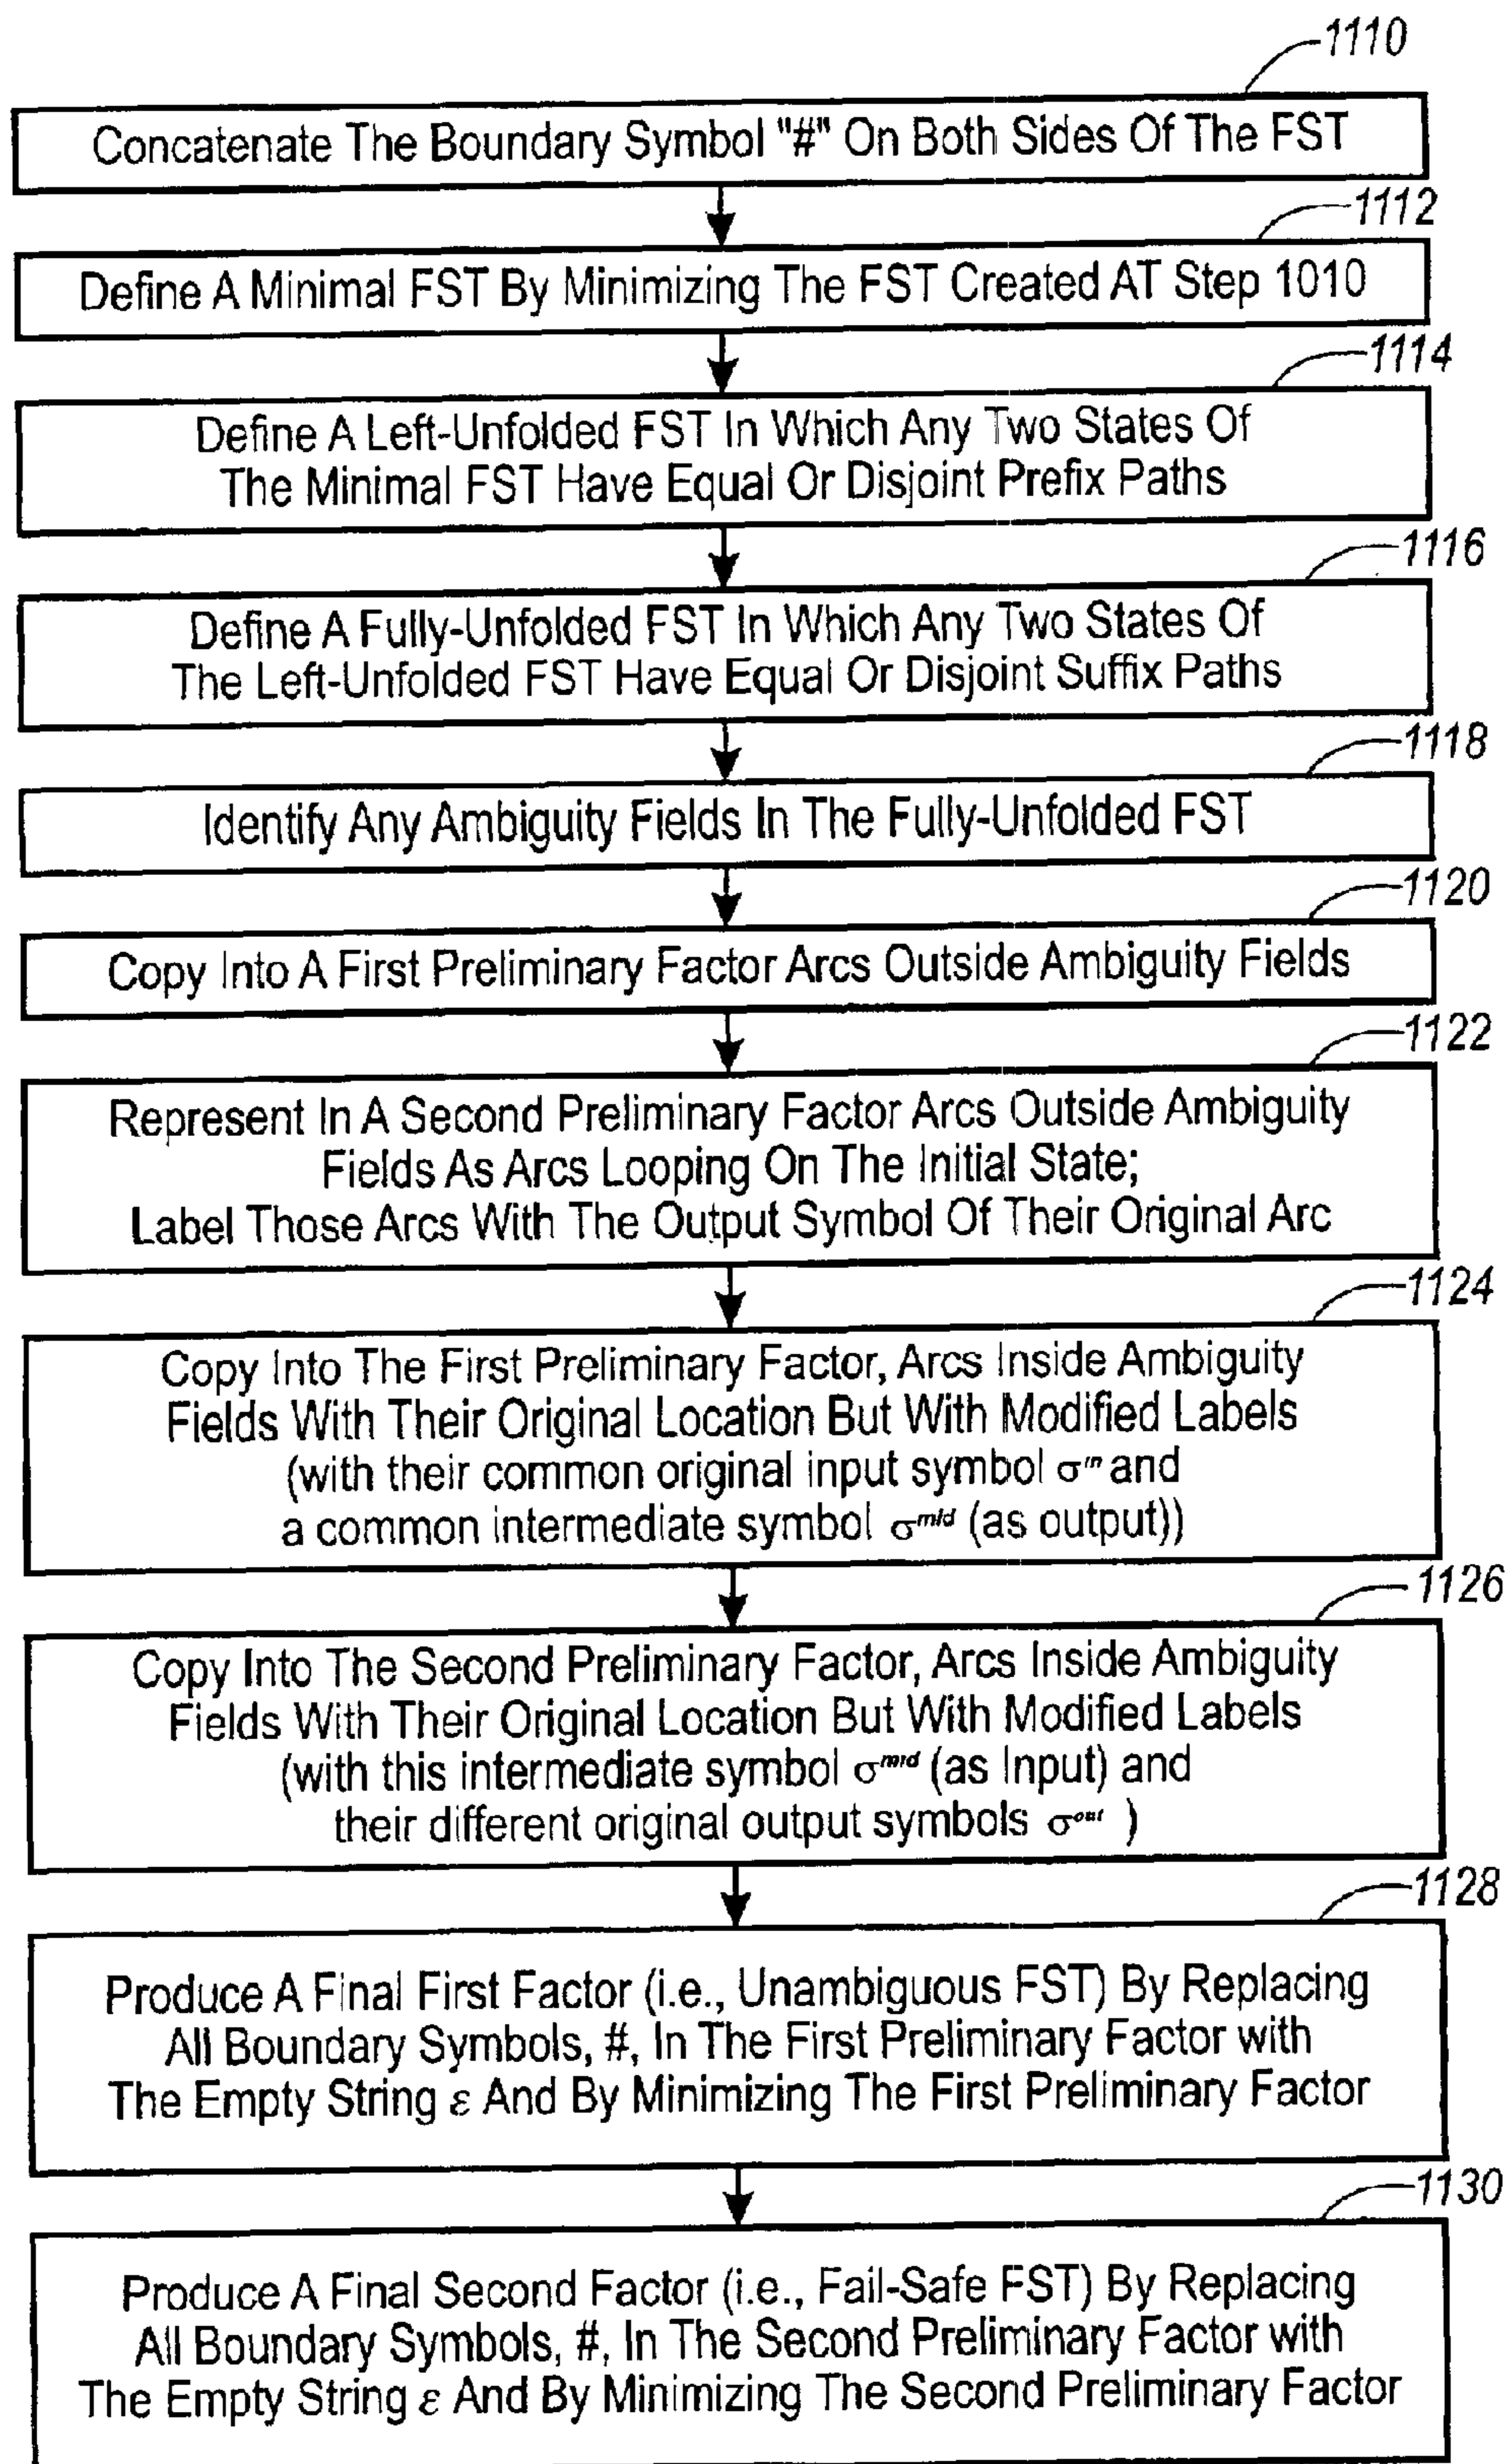 1110
Concatenate The Boundary Symbol "#" On Both Sides Of The FST
1112
Define A Minimal FST By Minimizing The FST Created AT Step 1010
1114
Define A Left-Unfolded FST In Which Any Two States Of
The Minimal FST Have Equal Or Disjoint Prefix Paths
1116
Define A Fully-Unfolded FST In Which Any Two States Of
The Left-Unfolded FST Have Equal Or Disjoint Suffix Paths
1118
Identify Any Ambiguity Fields In The Fully-Unfolded FST
1120
Copy Into A First Preliminary Factor Arcs Outside Ambiguity Fields
1122
Represent In A Second Preliminary Factor Arcs Outside Ambiguity
Fields As Arcs Looping On The Initial State;
Label Those Arcs With The Output Symbol Of Their Original Arc
1124
Copy Into The First Preliminary Factor, Arcs Inside Ambiguity
Fields With Their Original Location But With Modified Labels
(with their common original input symbol σ^in and
a common intermediate symbol σ^mid (as output))
1126
Copy Into The Second Preliminary Factor, Arcs Inside Ambiguity
Fields With Their Original Location But With Modified Labels
(with this intermediate symbol σ^mid (as Input) and
their different original output symbols σ^out )
1128
Produce A Final First Factor (i.e., Unambiguous FST) By Replacing
All Boundary Symbols, #, In The First Preliminary Factor with
The Empty String ε And By Minimizing The First Preliminary Factor
1130
Produce A Final Second Factor (i.e., Fail-Safe FST) By Replacing
All Boundary Symbols, #, In The Second Preliminary Factor with
The Empty String ε And By Minimizing The Second Preliminary Factor